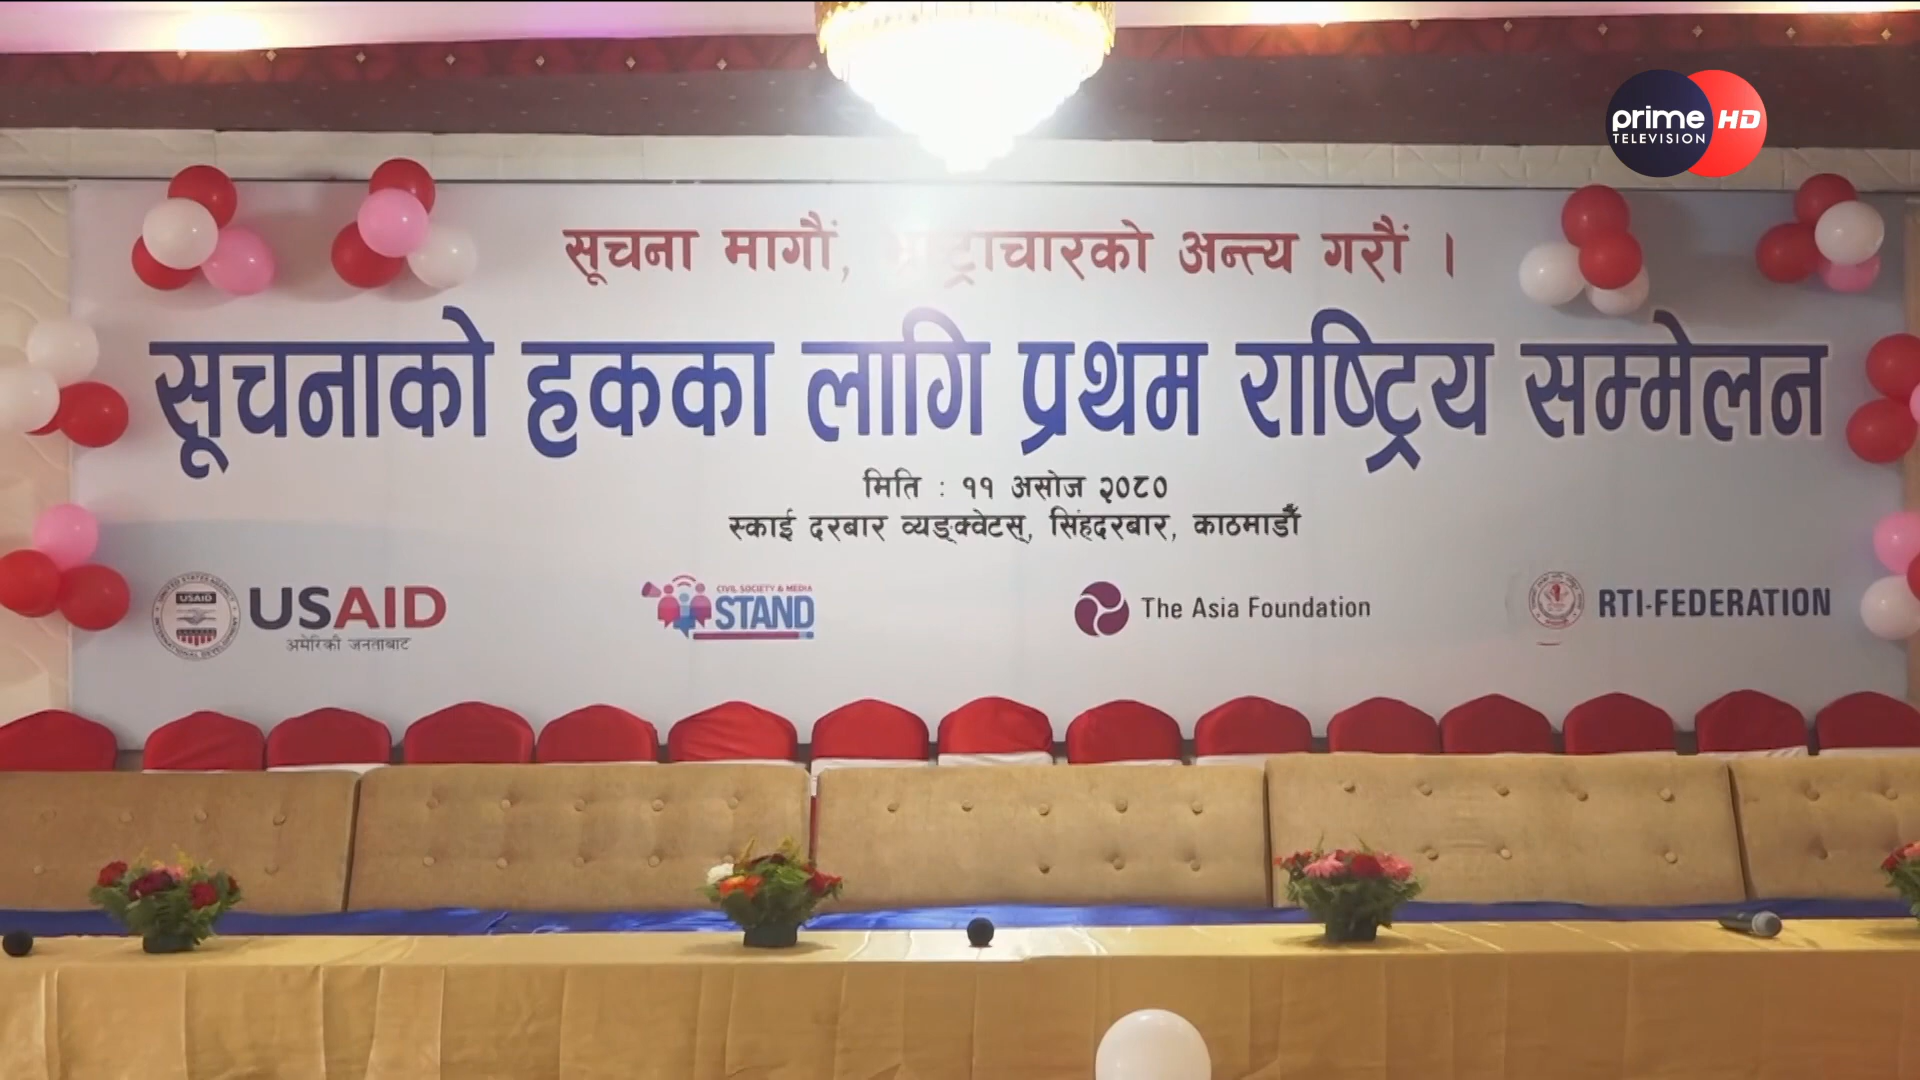 prime HD
TELEVISION
सूचना मागौं, भ्रष्ट्राचारको अन्त्य गरौं ।
सूचनाको हकका लागि प्रथम राष्ट्रिय सम्मेलन
मिति : ११ असोज २०८०
स्काई दरबार व्यङ्क्वेटस्, सिंहदरबार, काठमाडौँ
USAID
USAID
अमेरिकी जनताबाट
CIVIL SOCIETY & MEDIA
STAND
The Asia Foundation
RTI-FEDERATION